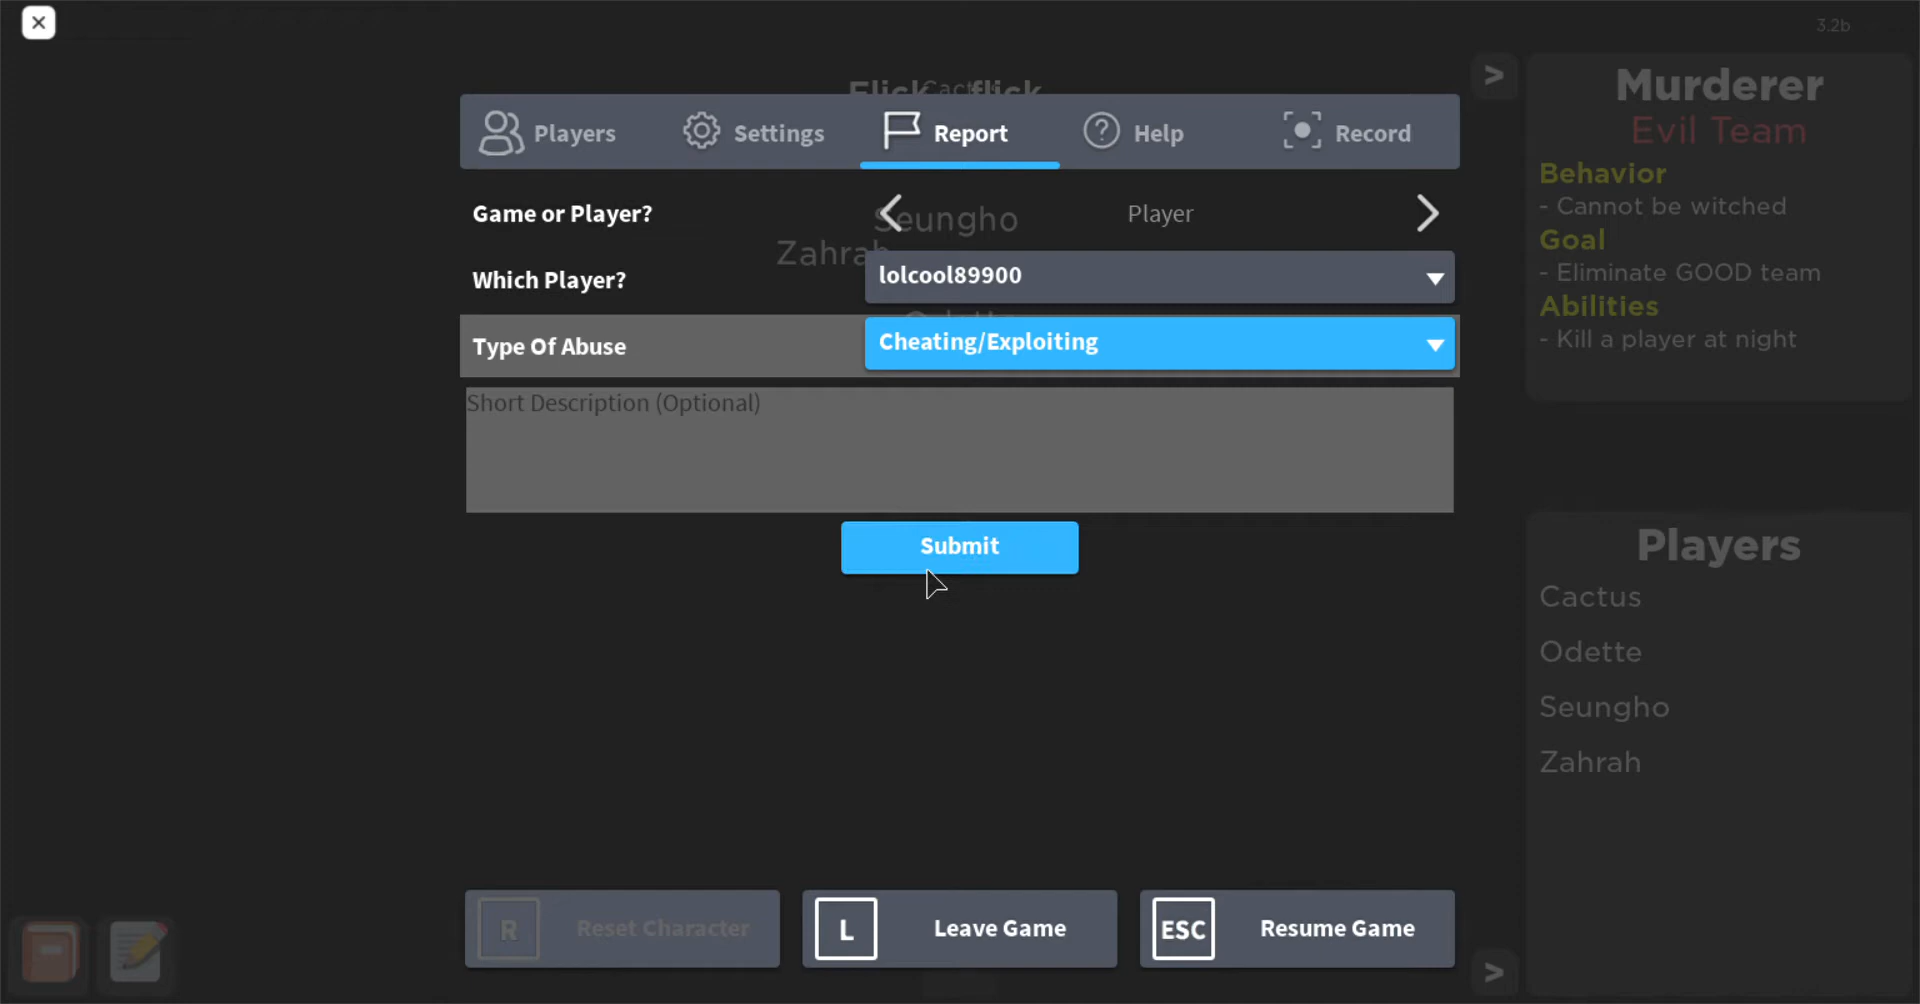 3.2b
Players
Settings
Report
Help
Record
Game or Player?
Player
Which Player?
lolcool89900
Type Of Abuse
Cheating/Exploiting
Short Description (Optional)
Submit
R
Reset Character
L
Leave Game
ESC
Resume Game
Seungho
Zahrah
>
Murderer
Evil Team
Behavior
- Cannot be witched
Goal
- Eliminate GOOD team
Abilities
- Kill a player at night
Players
Cactus
Odette
Seungho
Zahrah
>